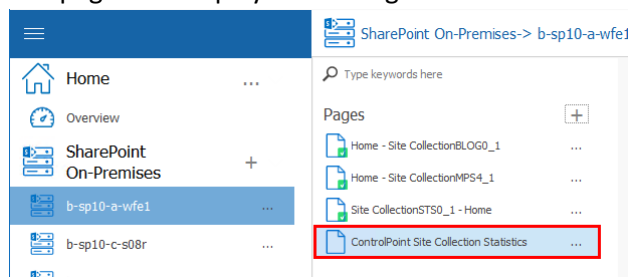 SharePoint On-Premises-> b-sp10-a-wfe1
Home
...
Overview
SharePoint
On-Premises
+
b-sp10-a-wfe1
...
b-sp10-c-s08r
...
Type keywords here
Pages
+
Home - Site CollectionBLOG0_1
...
Home - Site CollectionMPS4_1
...
Site CollectionSTS0_1 - Home
...
ControlPoint Site Collection Statistics
...